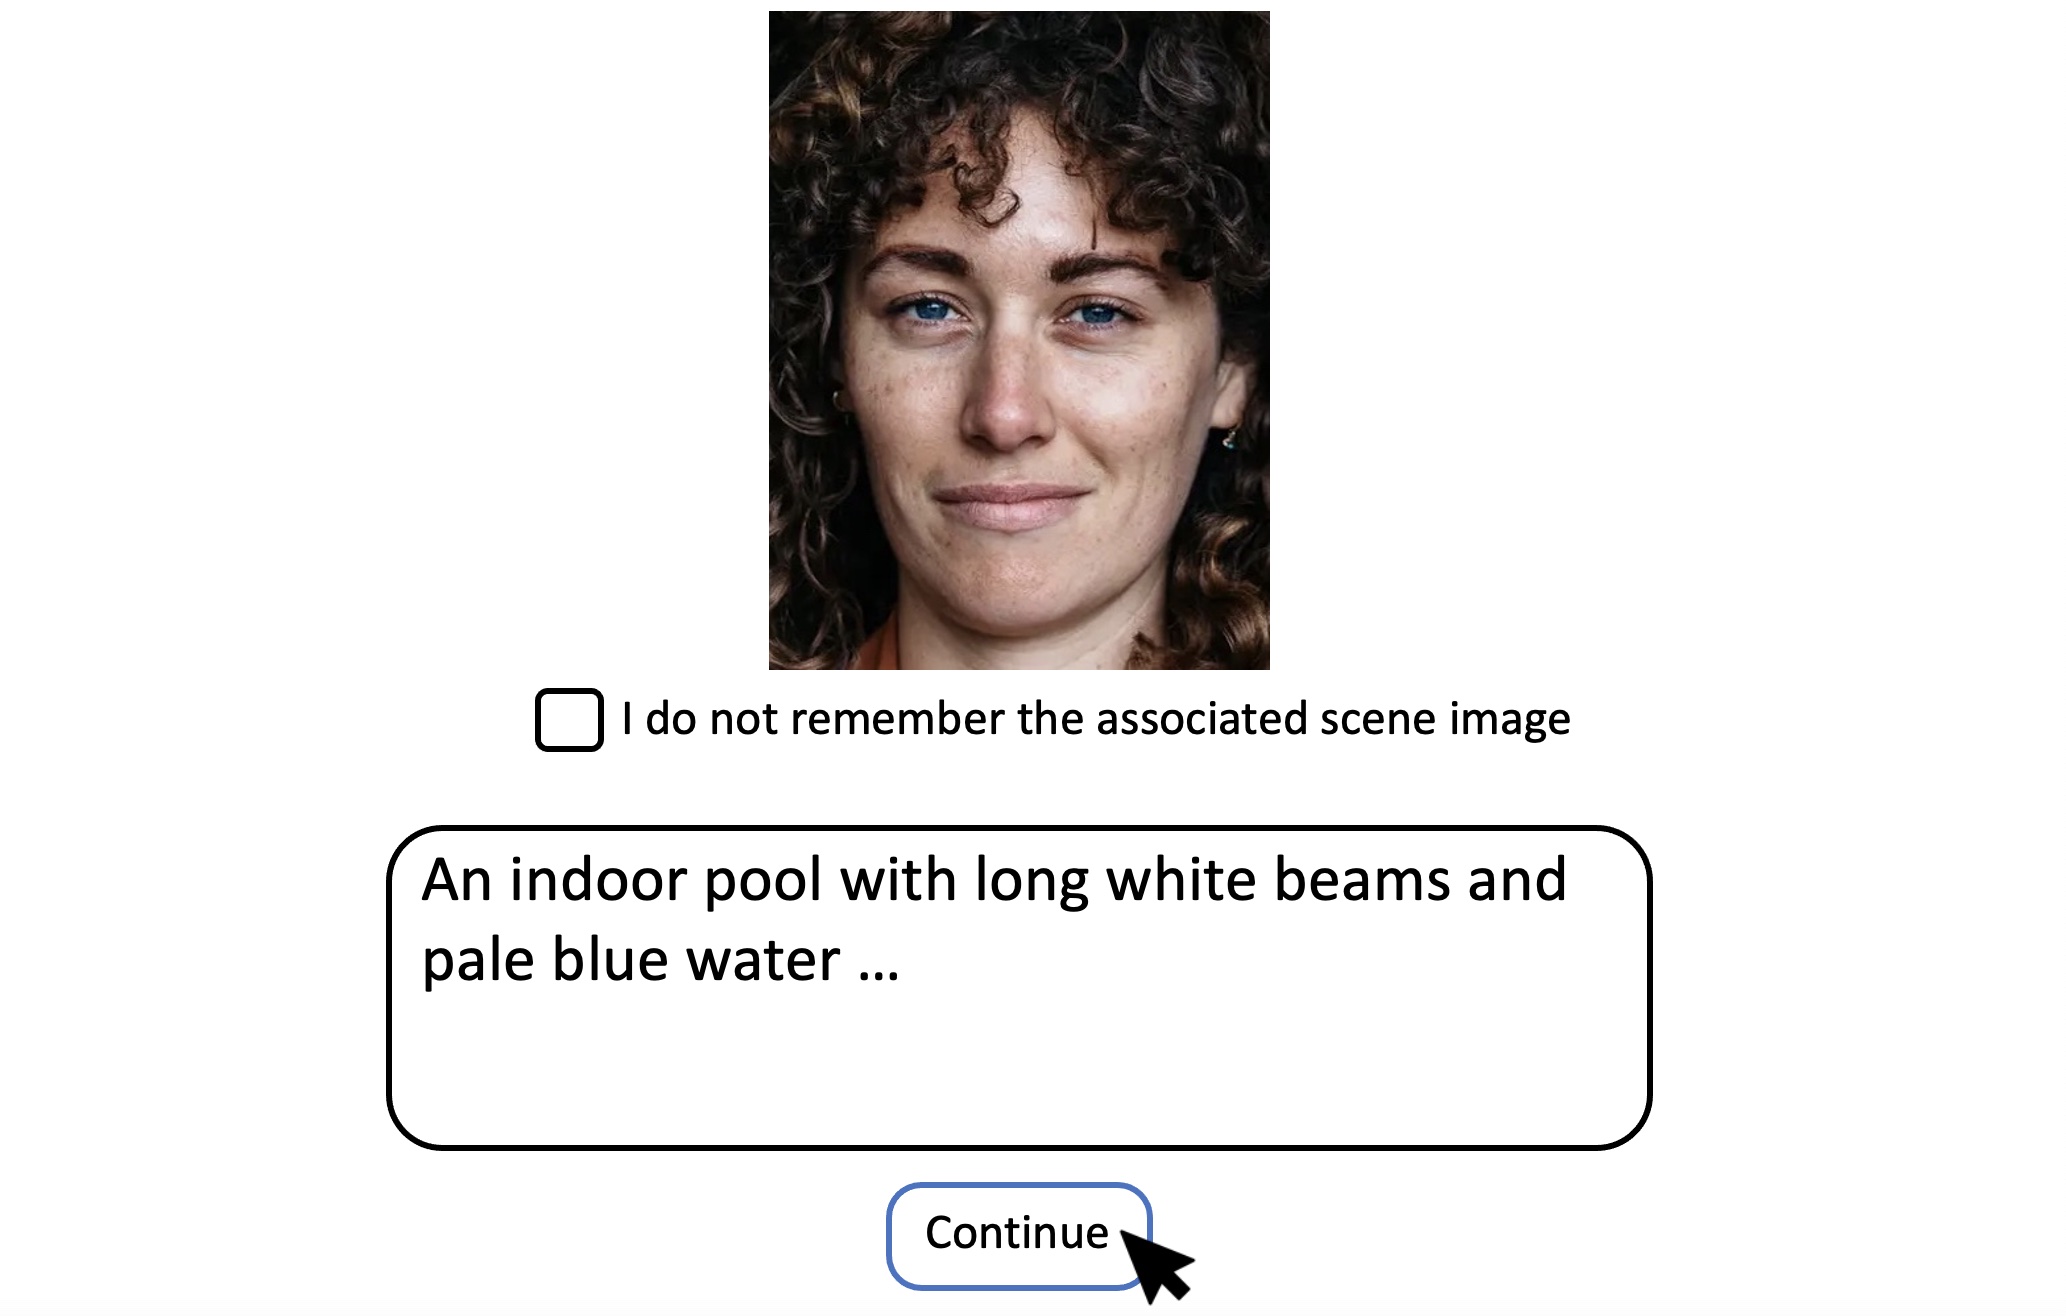 I do not remember the associated scene image
An indoor pool with long white beams and
pale blue water ...
Continue